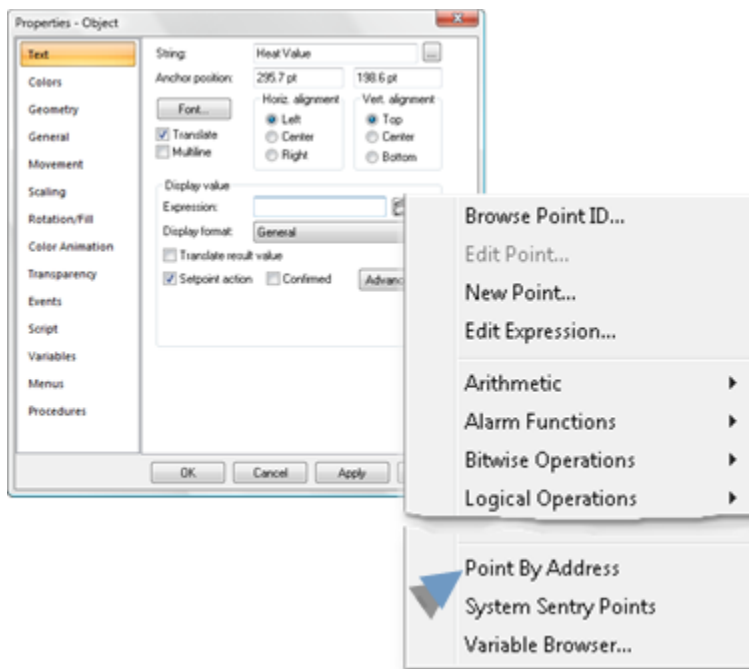 Properties - Object
Text
Colors
Geometry
General
Movement
Scaling
Rotation/Fill
Color Animation
Transparency
Events
Script
Variables
Menus
Procedures
String: Heat Value ...
Anchor position: 295.7 pt 198.6 pt
Font...
Translate
Multiline
Horiz. alignment
Left
Center
Right
Vert. alignment
Top
Center
Bottom
Display value
Expression:
Display format: General
Translate result value
Setpoint action Confirmed
OK Cancel Apply
Browse Point ID...
Edit Point...
New Point...
Edit Expression...
Arithmetic
Alarm Functions
Bitwise Operations
Logical Operations
Point By Address
System Sentry Points
Variable Browser...